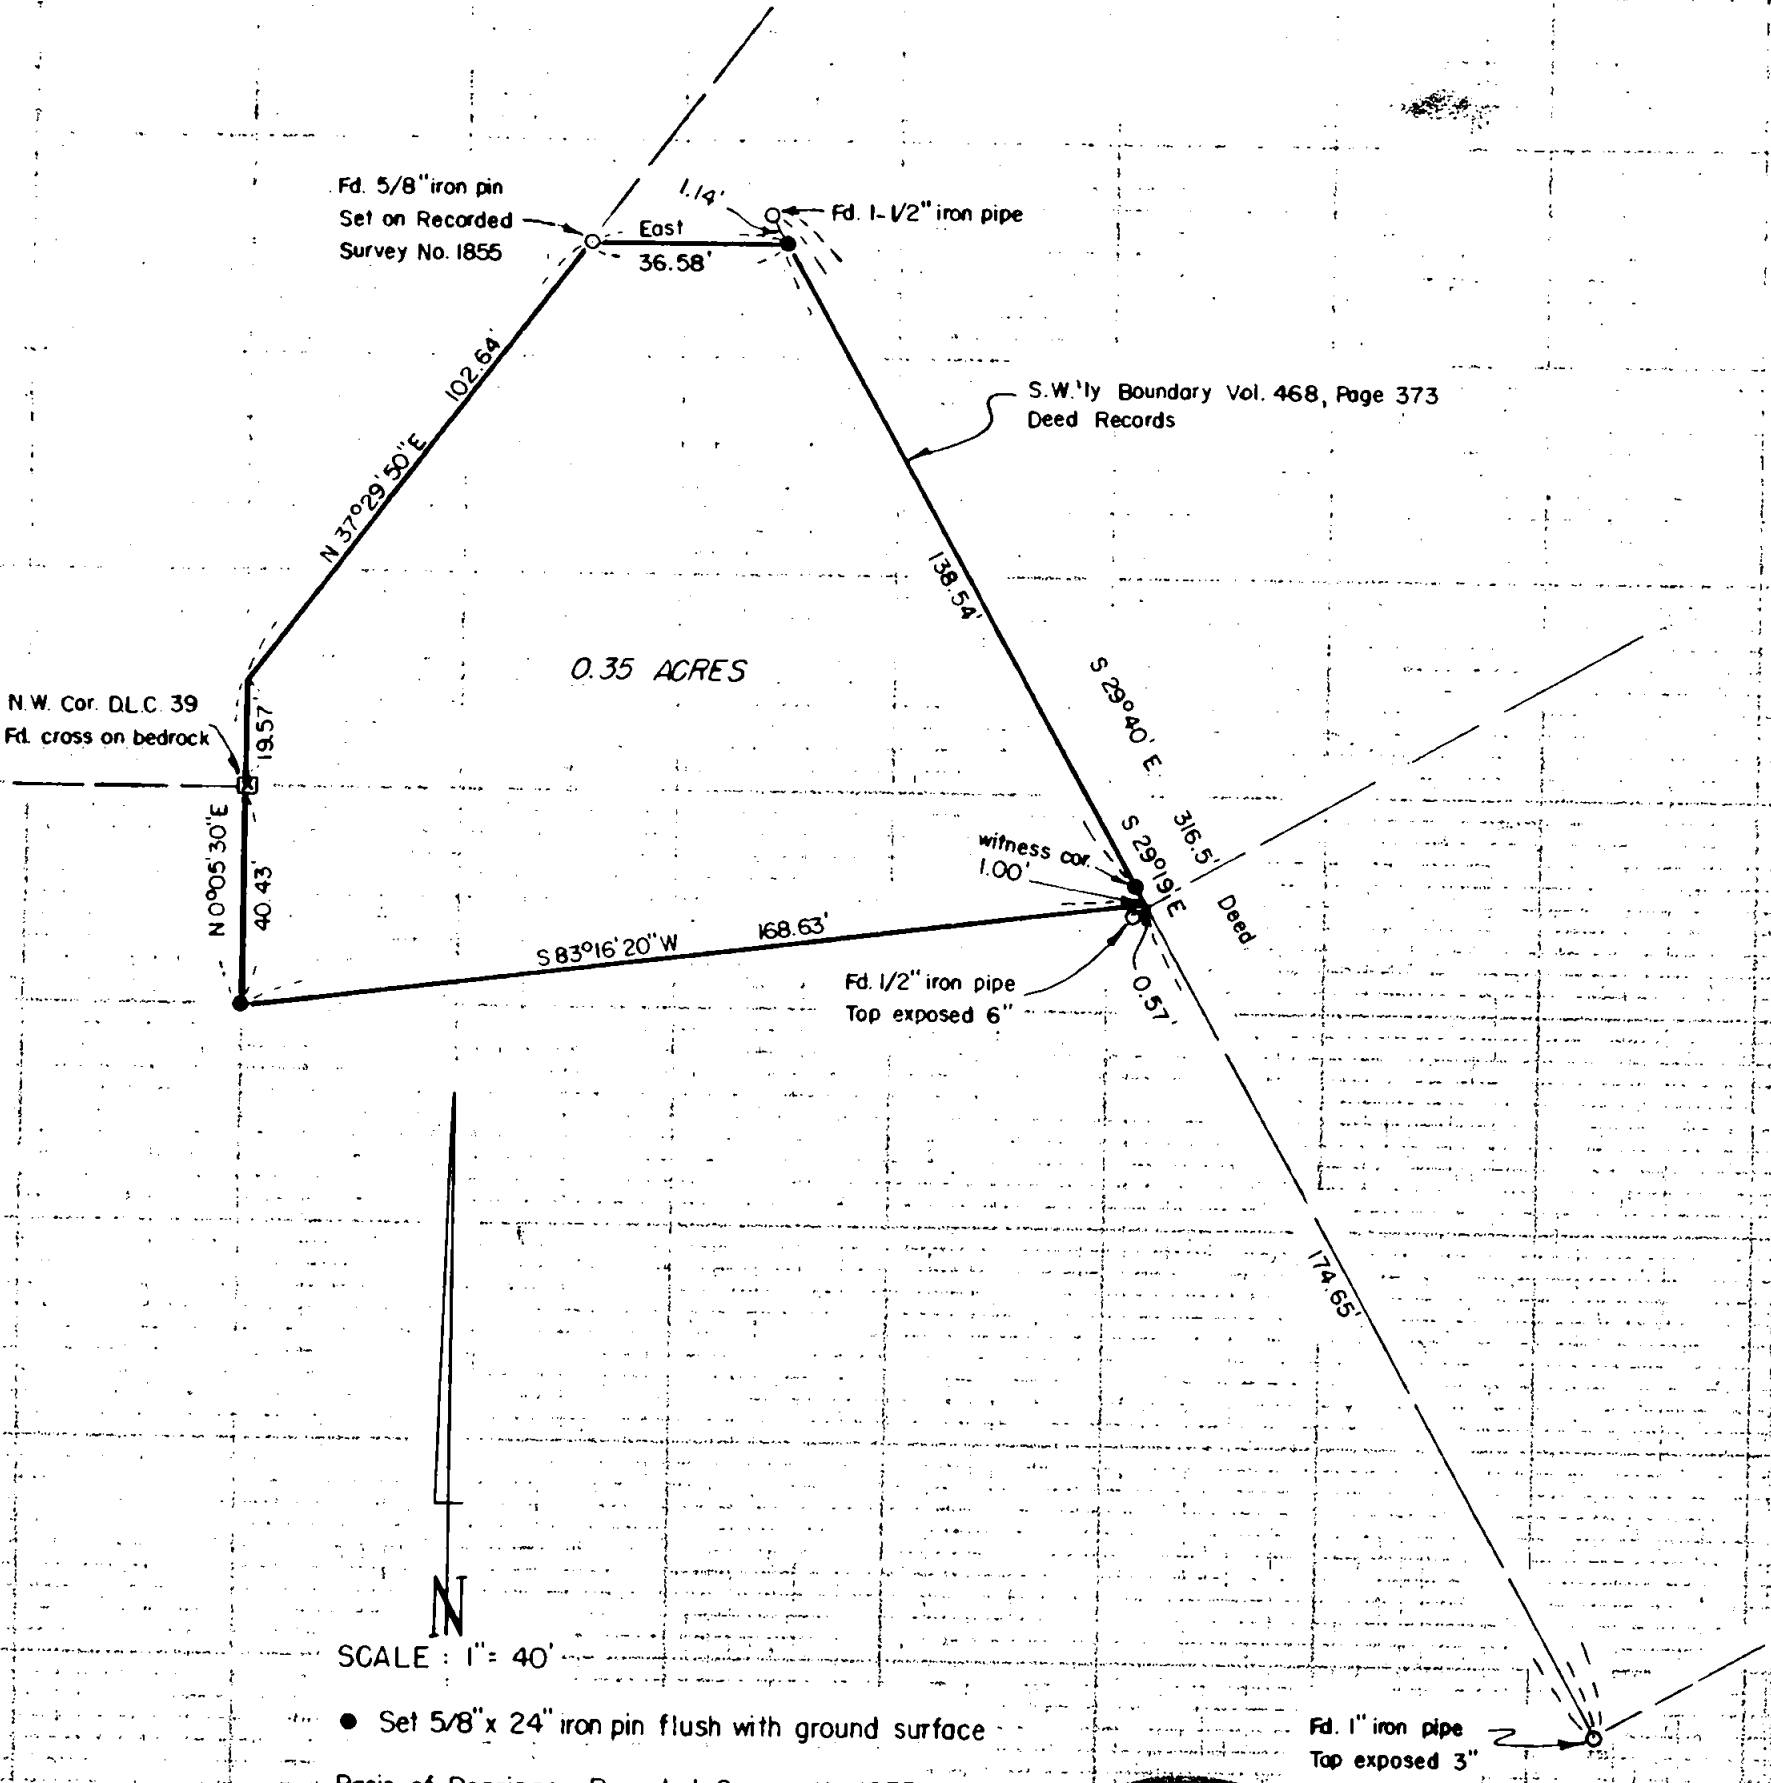 Fd. 5/8" iron pin
Set on Recorded
Survey No. 1855
1.14'
Fd. 1-1/2" iron pipe
East
36.58'
102.64'
N 37°29'50"E
S.W.'ly Boundary Vol. 468, Page 373
Deed Records
138.54'
0.35 ACRES
S 29°40' E 316.5' Deed
N.W. Cor. D.L.C. 39
Fd. cross on bedrock
19.57'
N 0°05'30"E
40.43'
witness cor.
1.00'
S 29°19' E
S 83°16'20"W 168.63'
Fd. 1/2" iron pipe
Top exposed 6"
0.57'
174.65'
N
SCALE : 1" = 40'
Set 5/8" x 24" iron pin flush with ground surface
Fd. 1" iron pipe
Top exposed 3"